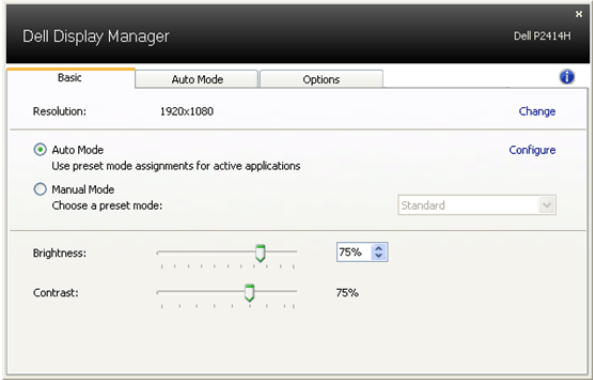 Dell Display Manager
Dell P2414H
Basic
Auto Mode
Options
Resolution:
1920x1080
Change
Auto Mode
Configure
Use preset mode assignments for active applications
Manual Mode
Choose a preset mode:
Standard
Brightness:
75%
Contrast:
75%